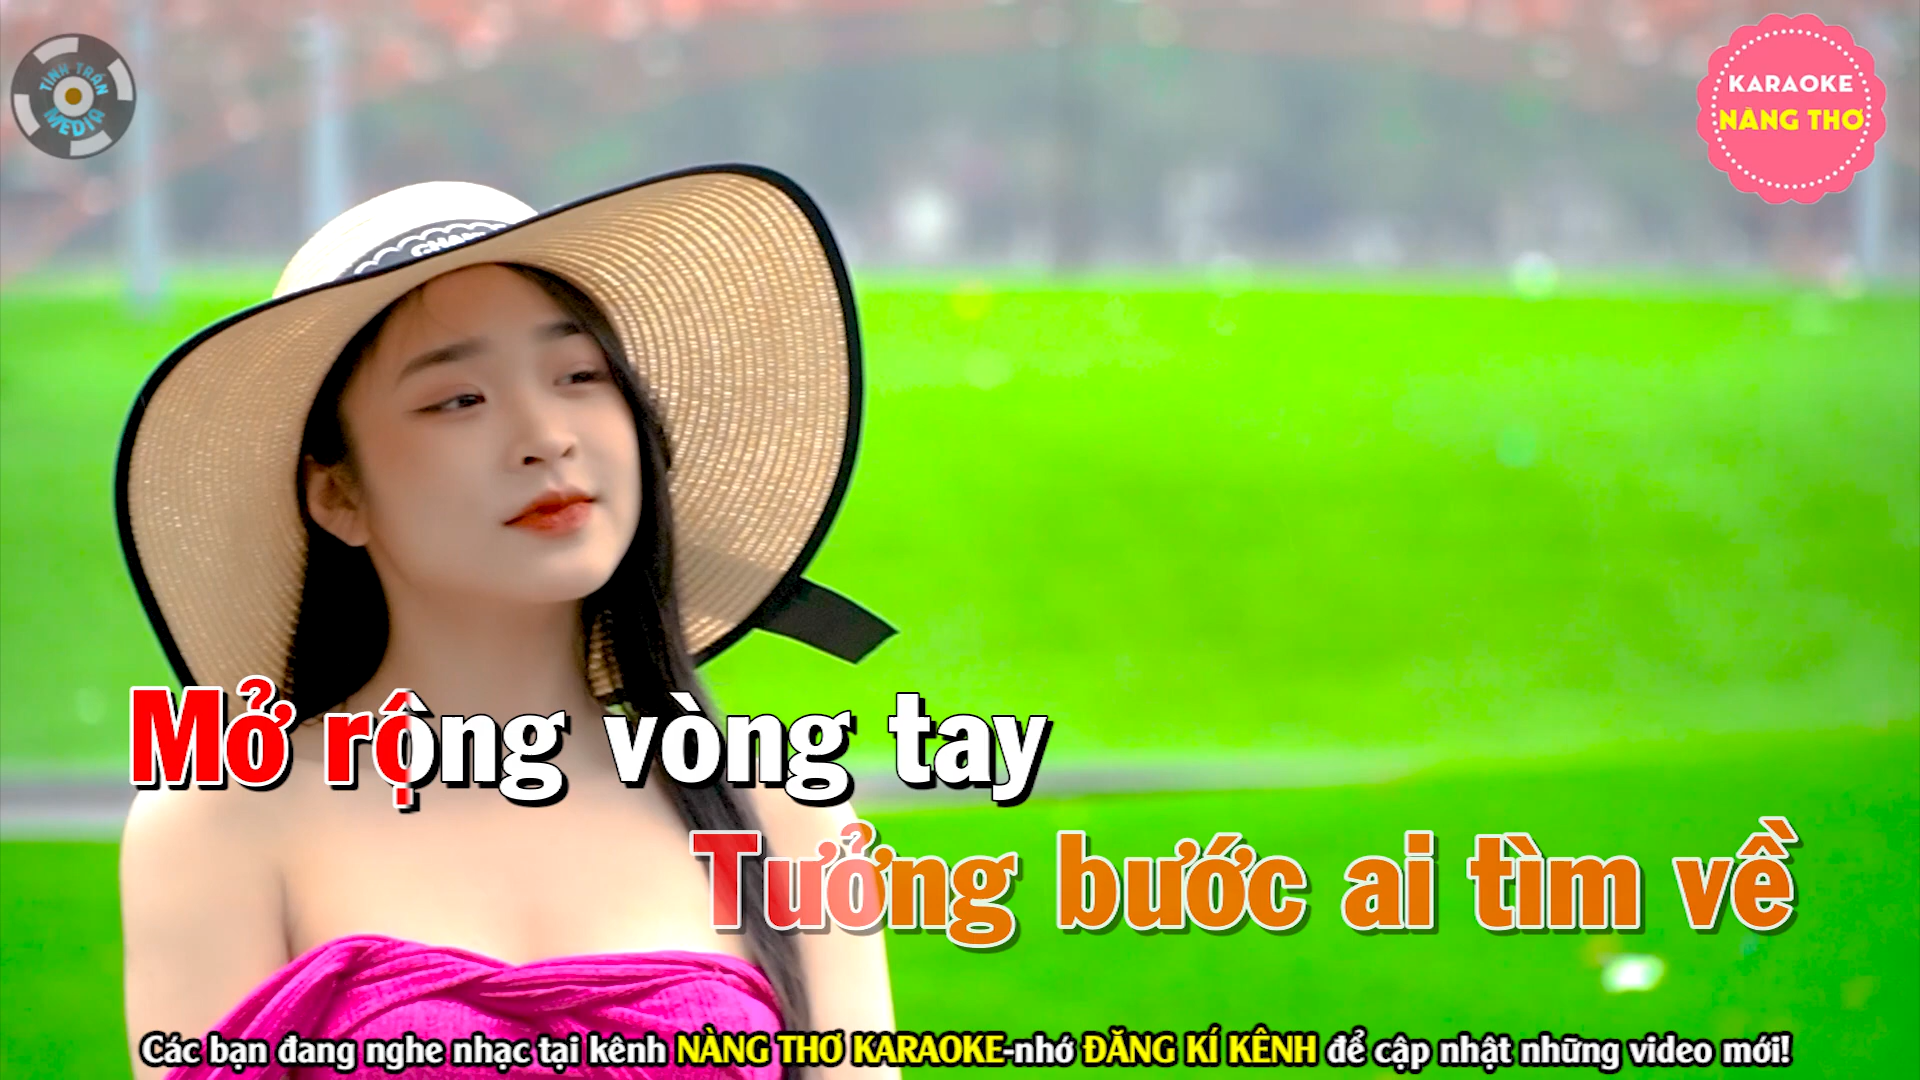 TÌNH TRẦN
MEDIA
KARAOKE
NÀNG THƠ
Mở rộng vòng tay
Tưởng bước ai tìm về
Các bạn đang nghe nhạc tại kênh NÀNG THƠ KARAOKE-nhớ ĐĂNG KÍ KÊNH để cập nhật những video mới!